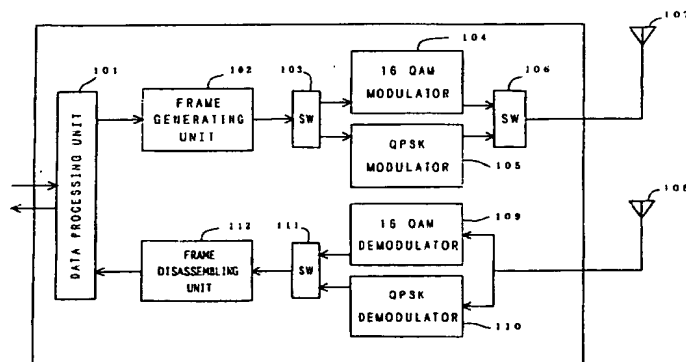 107
101
102
103
104
106
DATA PROCESSING UNIT
FRAME
GENERATING
UNIT
SW
16 QAM
MODULATOR
SW
QPSK
MODULATOR
105
108
112
111
109
FRAME
DISASSEMBLING
UNIT
SW
16 QAM
DEMODULATOR
QPSK
DEMODULATOR
110